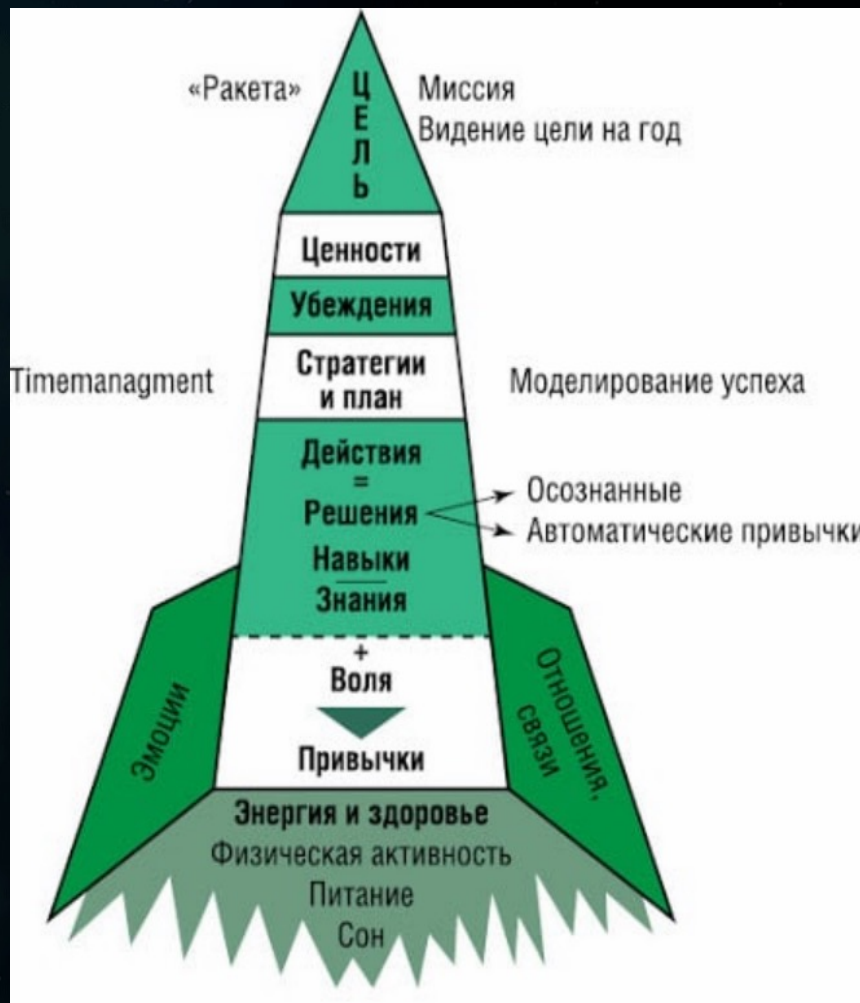 «Ракета»
Ц
Е
Л
Ь
Миссия
Видение цели на год
Ценности
Убеждения
Timemanagment
Стратегии
и план
Моделирование успеха
Действия
=
Решения
Осознанные
Автоматические привычки
Навыки
Знания
+
Воля
Привычки
Эмоции
Отношения,
связи
Энергия и здоровье
Физическая активность
Питание
Сон